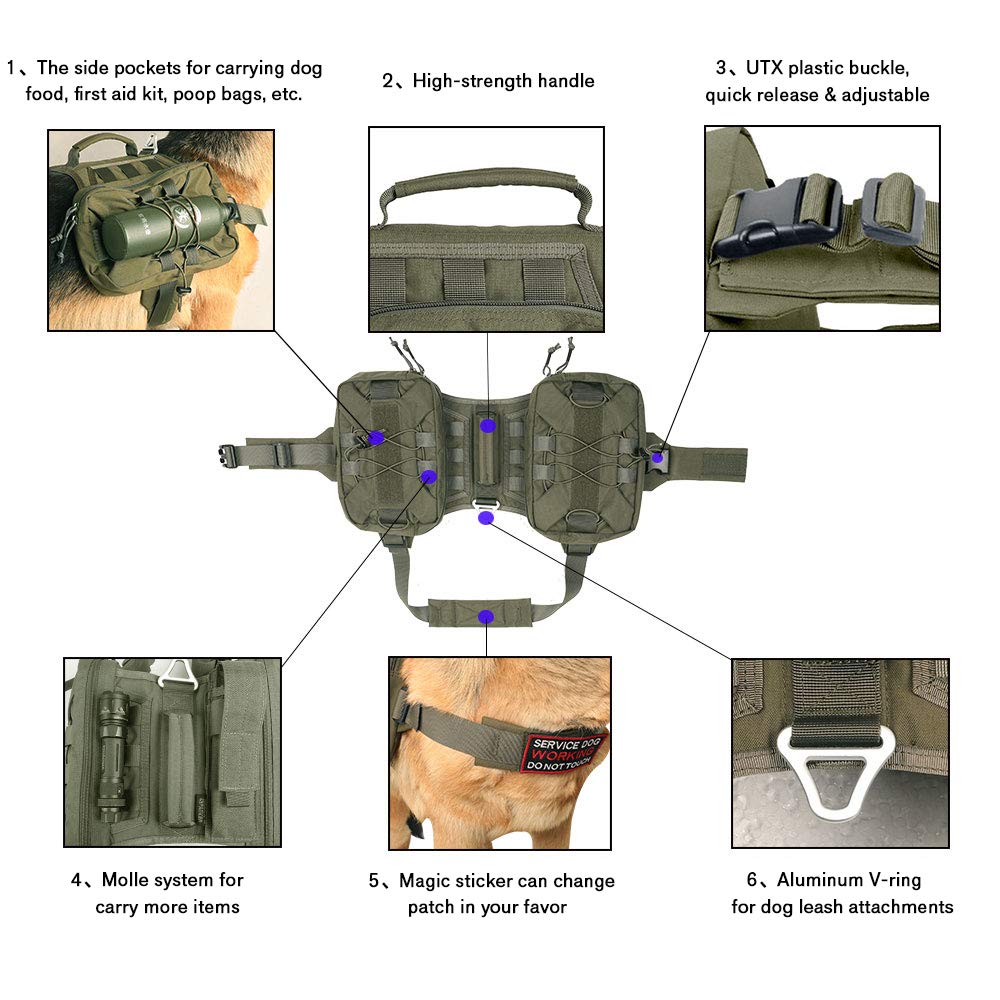 1、The side pockets for carrying dog
food, first aid kit, poop bags, etc.
2、High-strength handle
3、UTX plastic buckle,
quick release & adjustable
4、Molle system for
carry more items
5、Magic sticker can change
patch in your favor
SERVICE DOG
WORKING
DO NOT TOUCH
6、Aluminum V-ring
for dog leash attachments